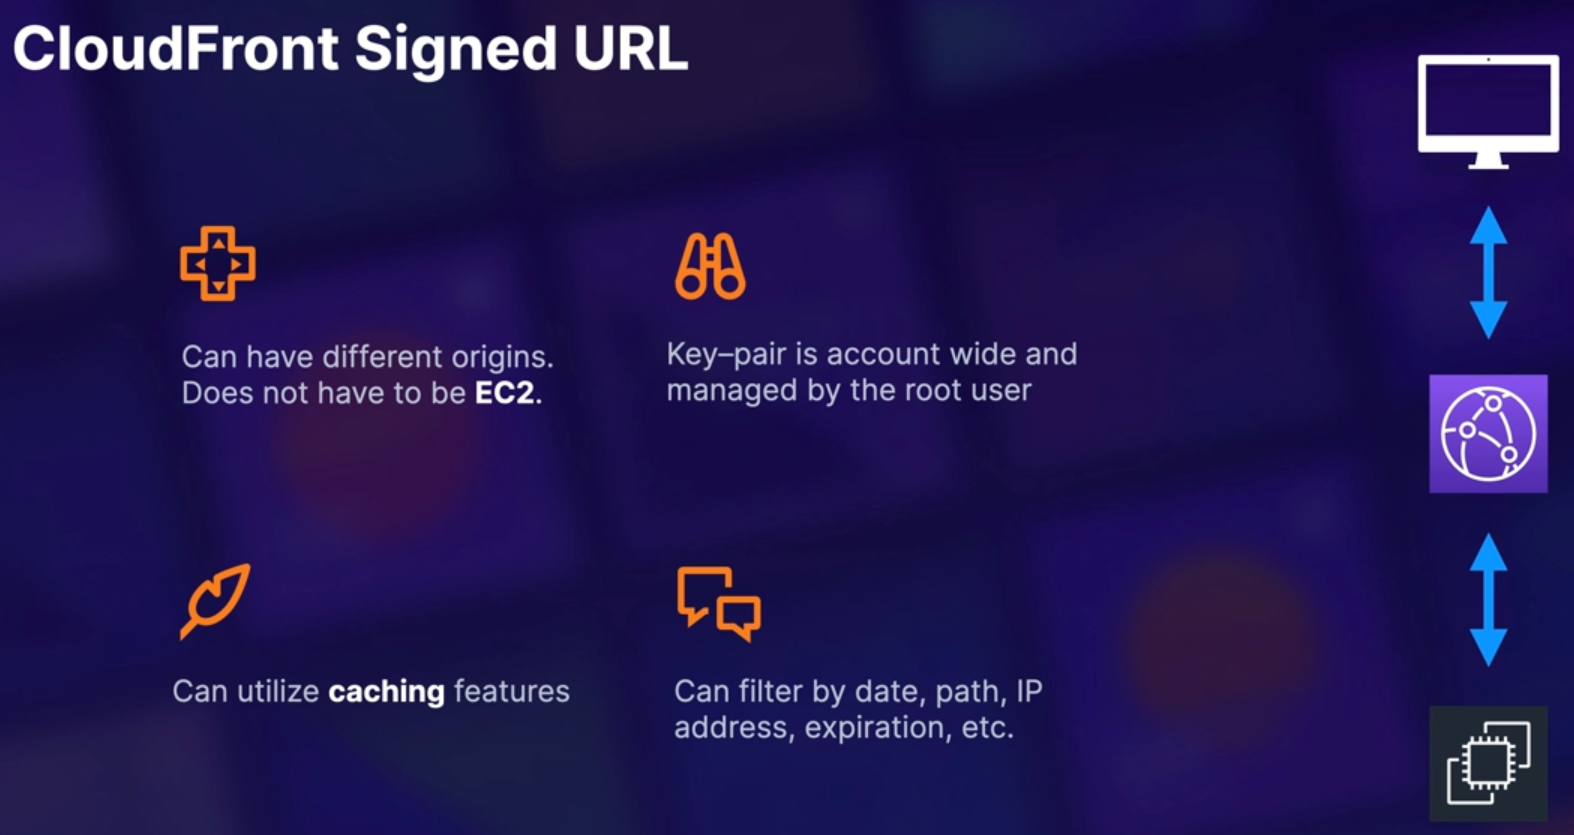 CloudFront Signed URL
Can have different origins.
Does not have to be EC2.
Key–pair is account wide and
managed by the root user
Can utilize caching features
Can filter by date, path, IP
address, expiration, etc.